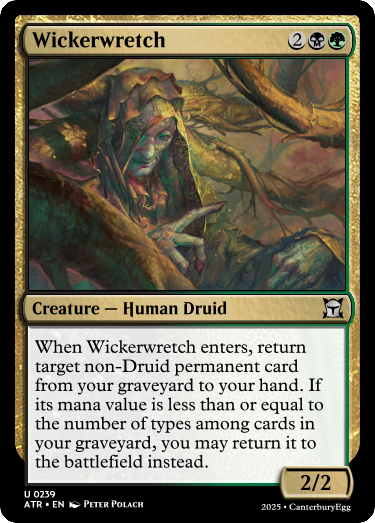 Wickerwretch 2
Creature — Human Druid
When Wickerwretch enters, return
target non-Druid permanent card
from your graveyard to your hand. If
its mana value is less than or equal to
the number of types among cards in
your graveyard, you may return it to
the battlefield instead.
2/2
U 0239
ATR • EN Peter Polach
2025 • CanterburyEgg